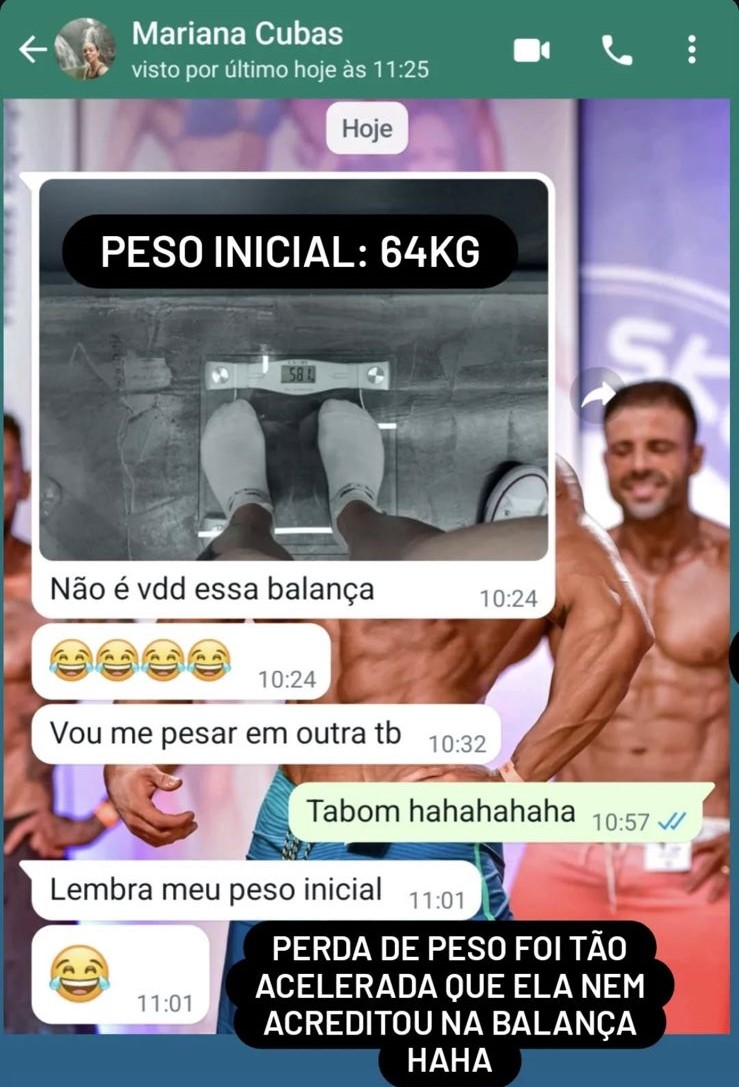 Mariana Cubas
visto por último hoje às 11:25
Hoje
PESO INICIAL: 64KG
58.1
Não é vdd essa balança
10:24
😂😂😂😂 10:24
Vou me pesar em outra tb 10:32
Tabom hahahahaha 10:57
Lembra meu peso inicial 11:01
😂 11:01
PERDA DE PESO FOI TÃO
ACELERADA QUE ELA NEM
ACREDITOU NA BALANÇA
HAHA